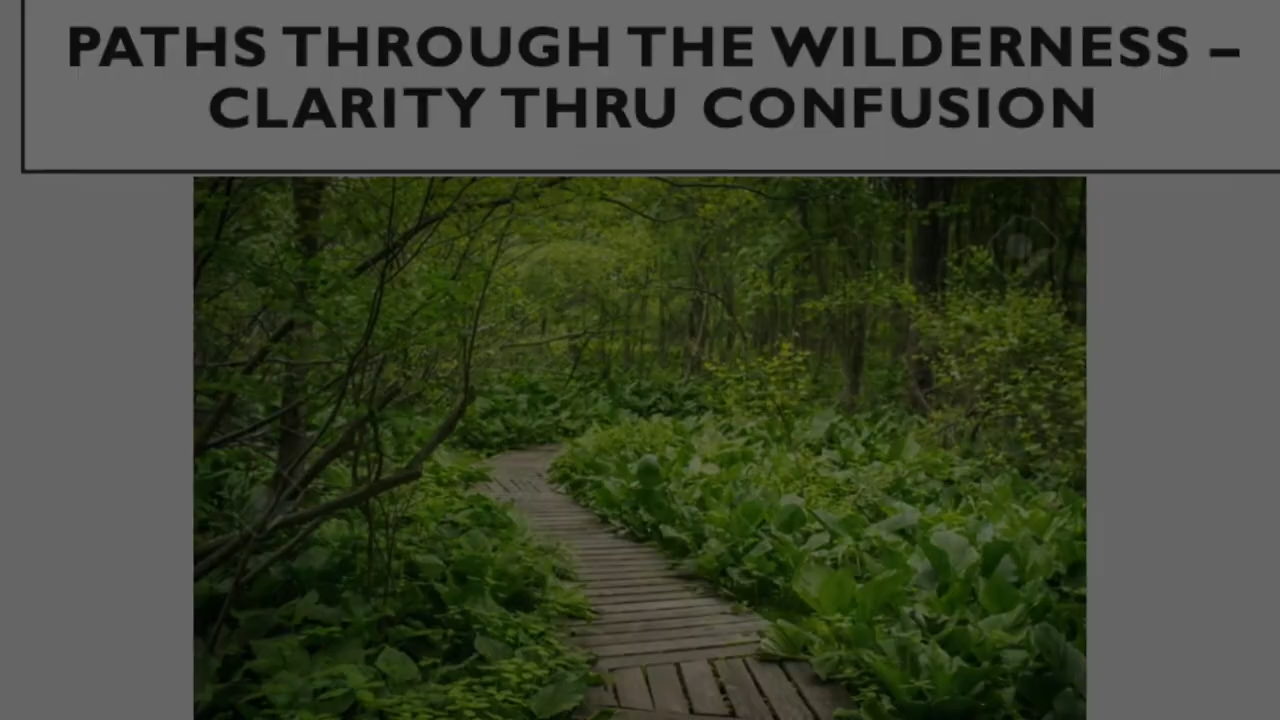 PATHS THROUGH THE WILDERNESS –
CLARITY THRU CONFUSION